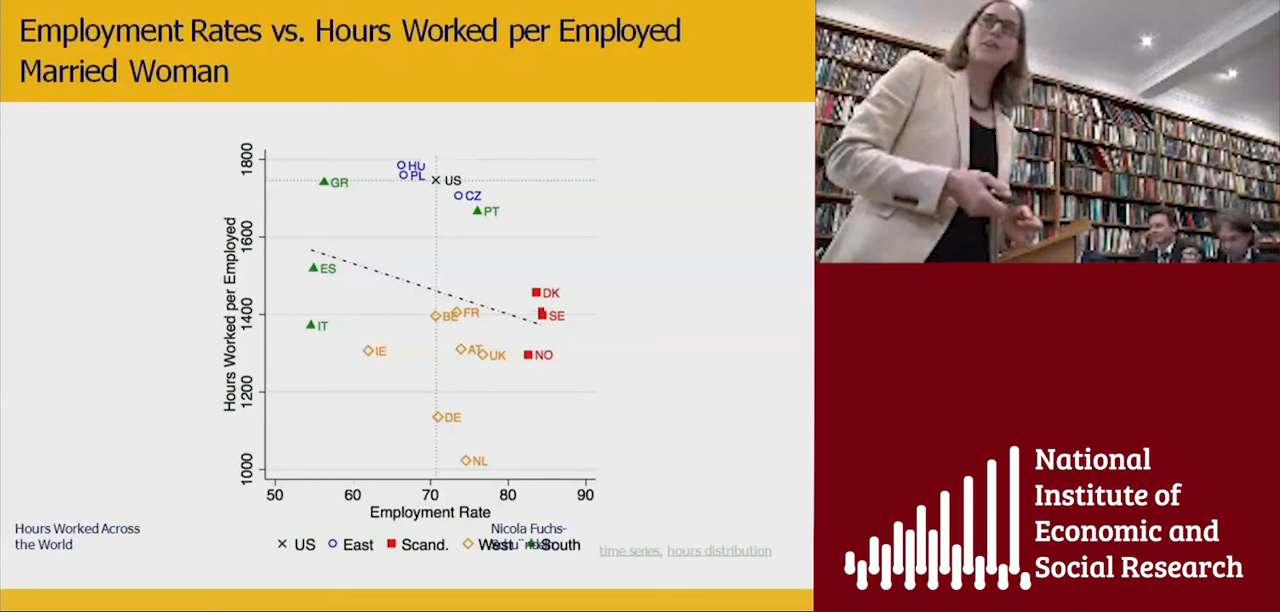 Employment Rates vs. Hours Worked per Employed
Married Woman
Hours Worked per Employed
1800
1600
1400
1200
1000
HU
PL
US
GR
CZ
PT
ES
DK
FR
BE
SE
IT
IE
AT
UK
NO
DE
NL
50 60 70 80 90
Employment Rate
US East Scand. West South
Hours Worked Across
the World
Nicola Fuchs-
time series, hours distribution
National
Institute of
Economic and
Social Research